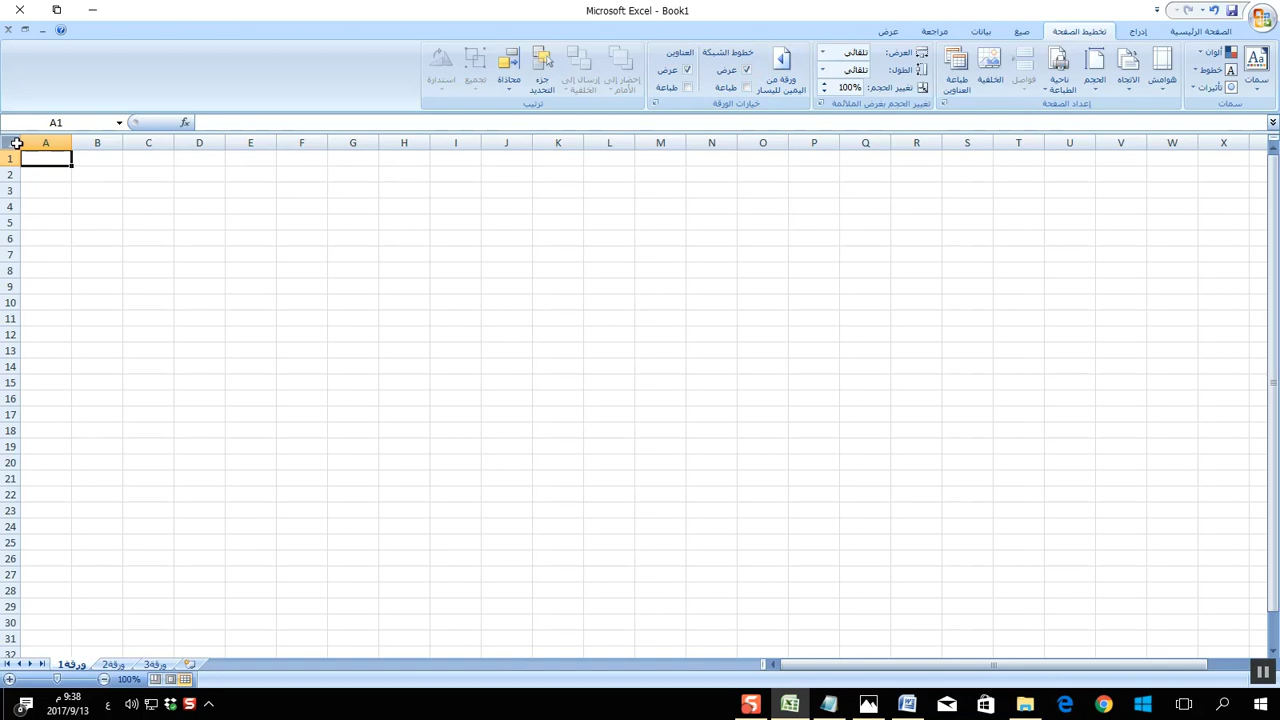 Microsoft Excel - Book1
الصفحة الرئيسية إدراج تخطيط الصفحة صيغ بيانات مراجعة عرض
ألوان
خطوط
تأثيرات
سمات
سمات
هوامش
الاتجاه
الحجم
ناحية الطباعة
فواصل
الخلفية
طباعة العناوين
إعداد الصفحة
العرض: تلقائي
الطول: تلقائي
تغيير الحجم: 100%
تغيير الحجم بغرض الملائمة
ورقة من اليمين لليسار
خطوط الشبكة
عرض
طباعة
العناوين
عرض
طباعة
خيارات الورقة
إحضار إلى الأمام
إرسال إلى الخلفية
جزء التحديد
محاذاة
تجميع
استدارة
ترتيب
A1
fx
A B C D E F G H I J K L M N O P Q R S T U V W X
1
2
3
4
5
6
7
8
9
10
11
12
13
14
15
16
17
18
19
20
21
22
23
24
25
26
27
28
29
30
31
32
ورقة1 ورقة2 ورقة3
100%
9:38 م
2017/9/13
ع